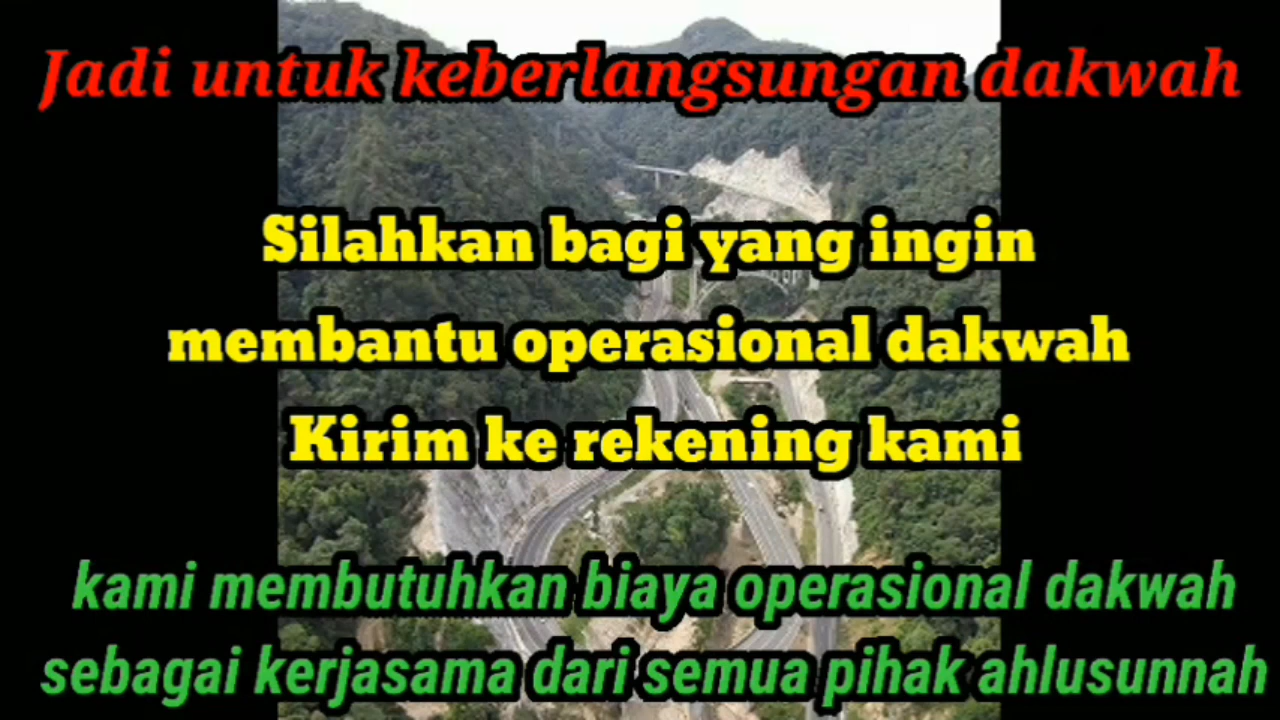 Jadi untuk keberlangsungan dakwah
Silahkan bagi yang ingin
membantu operasional dakwah
Kirim ke rekening kami
kami membutuhkan biaya operasional dakwah
sebagai kerjasama dari semua pihak ahlusunnah